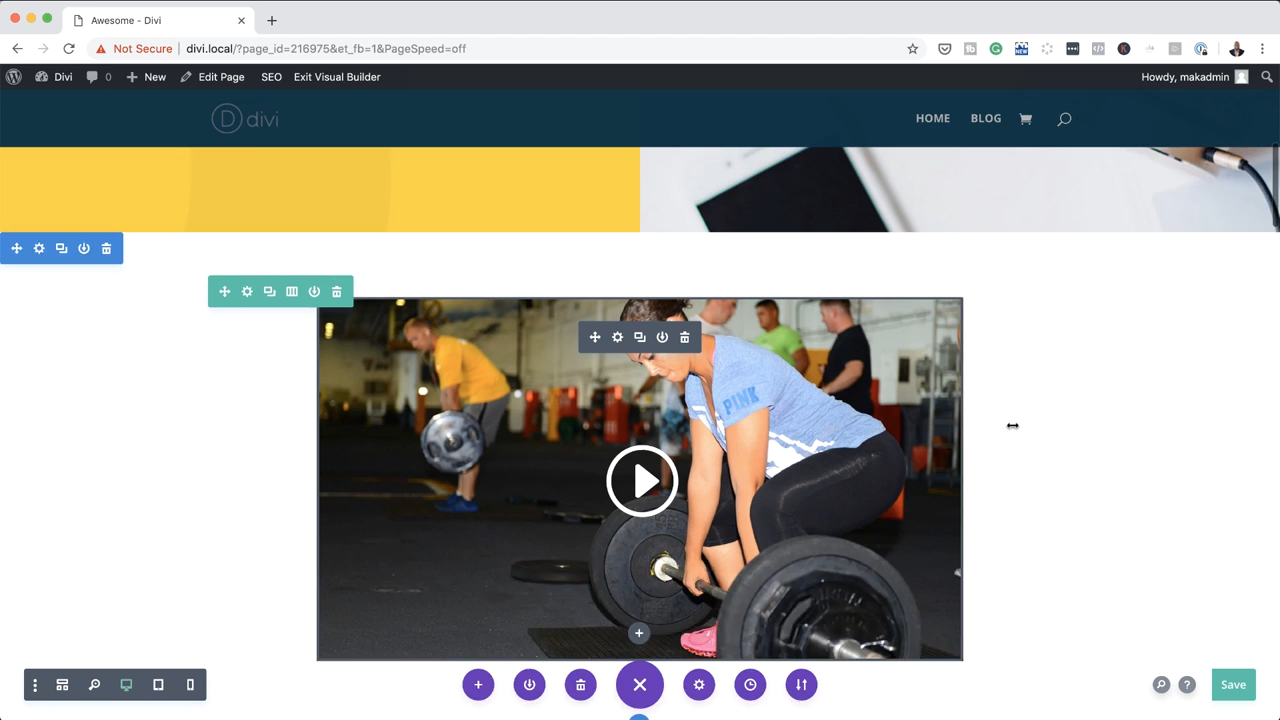 Awesome - Divi
Not Secure
divi.local/?page_id=216975&et_fb=1&PageSpeed=off
Divi
0
New
Edit Page
SEO
Exit Visual Builder
Howdy, makadmin
D divi
HOME
BLOG
PINK
Save